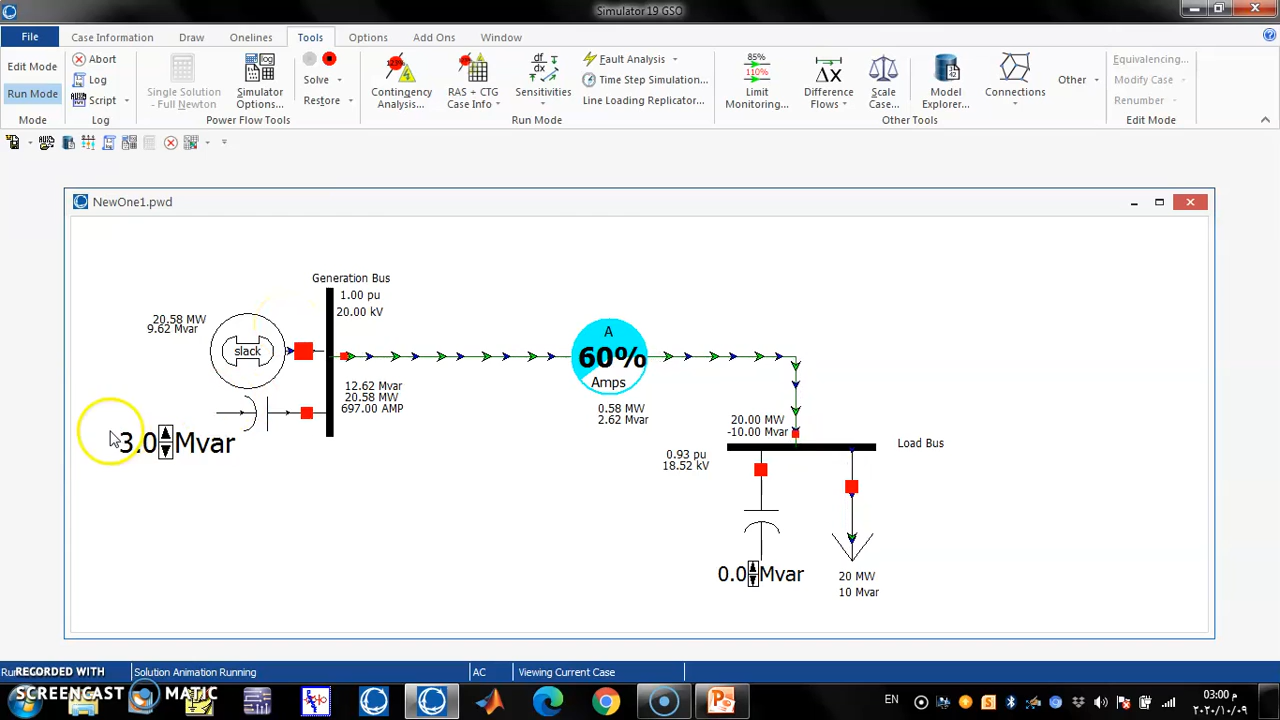 Simulator 19 GSO
File Case Information Draw Onelines Tools Options Add Ons Window
Edit Mode
Run Mode
Mode
Abort
Log
Script
Log
Single Solution
- Full Newton
Simulator
Options...
Solve
Restore
Power Flow Tools
Contingency
Analysis...
RAS + CTG
Case Info
Sensitivities
Fault Analysis
Time Step Simulation...
Line Loading Replicator...
Run Mode
85%
110%
Limit
Monitoring...
Difference
Flows
Scale
Case...
Model
Explorer...
Connections
Other
Other Tools
Equivalencing...
Modify Case
Renumber
Edit Mode
NewOne1.pwd
Generation Bus
1.00 pu
20.00 kV
20.58 MW
9.62 Mvar
slack
12.62 Mvar
20.58 MW
697.00 AMP
3.0 Mvar
A
60%
Amps
0.58 MW
2.62 Mvar
20.00 MW
-10.00 Mvar
Load Bus
0.93 pu
18.52 kV
0.0 Mvar
20 MW
10 Mvar
Solution Animation Running
AC
Viewing Current Case
RECORDED WITH
SCREENCAST MATIC
EN
03:00 م
٢٠٢٠/١٠/٠٩